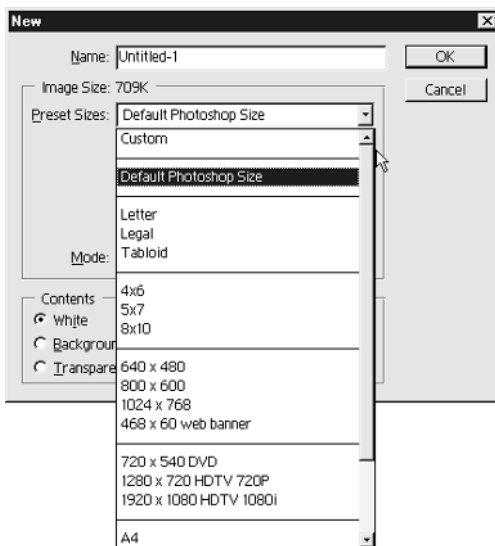 New
Name: Untitled-1
OK
Image Size: 709K
Cancel
Preset Sizes: Default Photoshop Size
Custom
Default Photoshop Size
Letter
Legal
Mode: Tabloid
4x6
Contents
5x7
White
8x10
Backgrour
Transpare
640 x 480
800 x 600
1024 x 768
468 x 60 web banner
720 x 540 DVD
1280 x 720 HDTV 720P
1920 x 1080 HDTV 1080i
A4